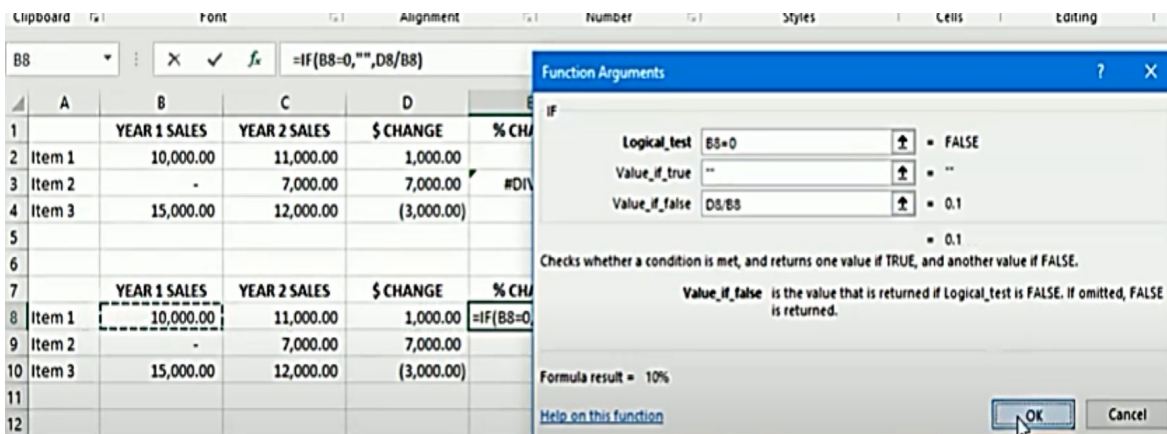 Clipboard Font Alignment Number Styles Cells Editing
B8 fx =IF(B8=0,"",D8/B8)
Function Arguments ? X
A B C D
IF
1 YEAR 1 SALES YEAR 2 SALES $ CHANGE % CHA
Logical_test B8=0 = FALSE
2 Item 1 10,000.00 11,000.00 1,000.00
Value_if_true "" = ""
3 Item 2 - 7,000.00 7,000.00 #DIV
4 Item 3 15,000.00 12,000.00 (3,000.00)
Value_if_false D8/B8 = 0.1
5
= 0.1
6
Checks whether a condition is met, and returns one value if TRUE, and another value if FALSE.
7 YEAR 1 SALES YEAR 2 SALES $ CHANGE % CHA
Value_if_false is the value that is returned if Logical_test is FALSE. If omitted, FALSE
is returned.
8 Item 1 10,000.00 11,000.00 1,000.00 =IF(B8=0,
9 Item 2 - 7,000.00 7,000.00
10 Item 3 15,000.00 12,000.00 (3,000.00)
Formula result = 10%
11
Help on this function OK Cancel
12